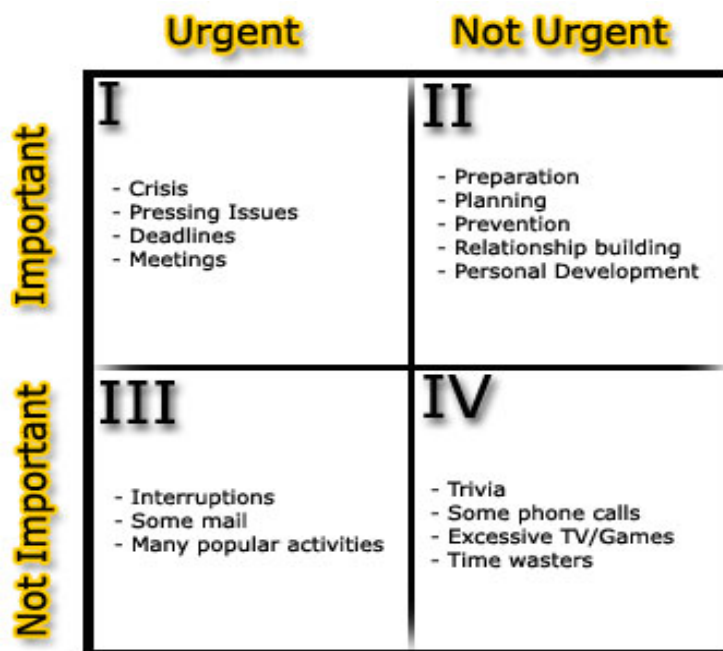 Urgent
Not Urgent
Important
I
- Crisis
- Pressing Issues
- Deadlines
- Meetings
II
- Preparation
- Planning
- Prevention
- Relationship building
- Personal Development
Not Important
III
- Interruptions
- Some mail
- Many popular activities
IV
- Trivia
- Some phone calls
- Excessive TV/Games
- Time wasters